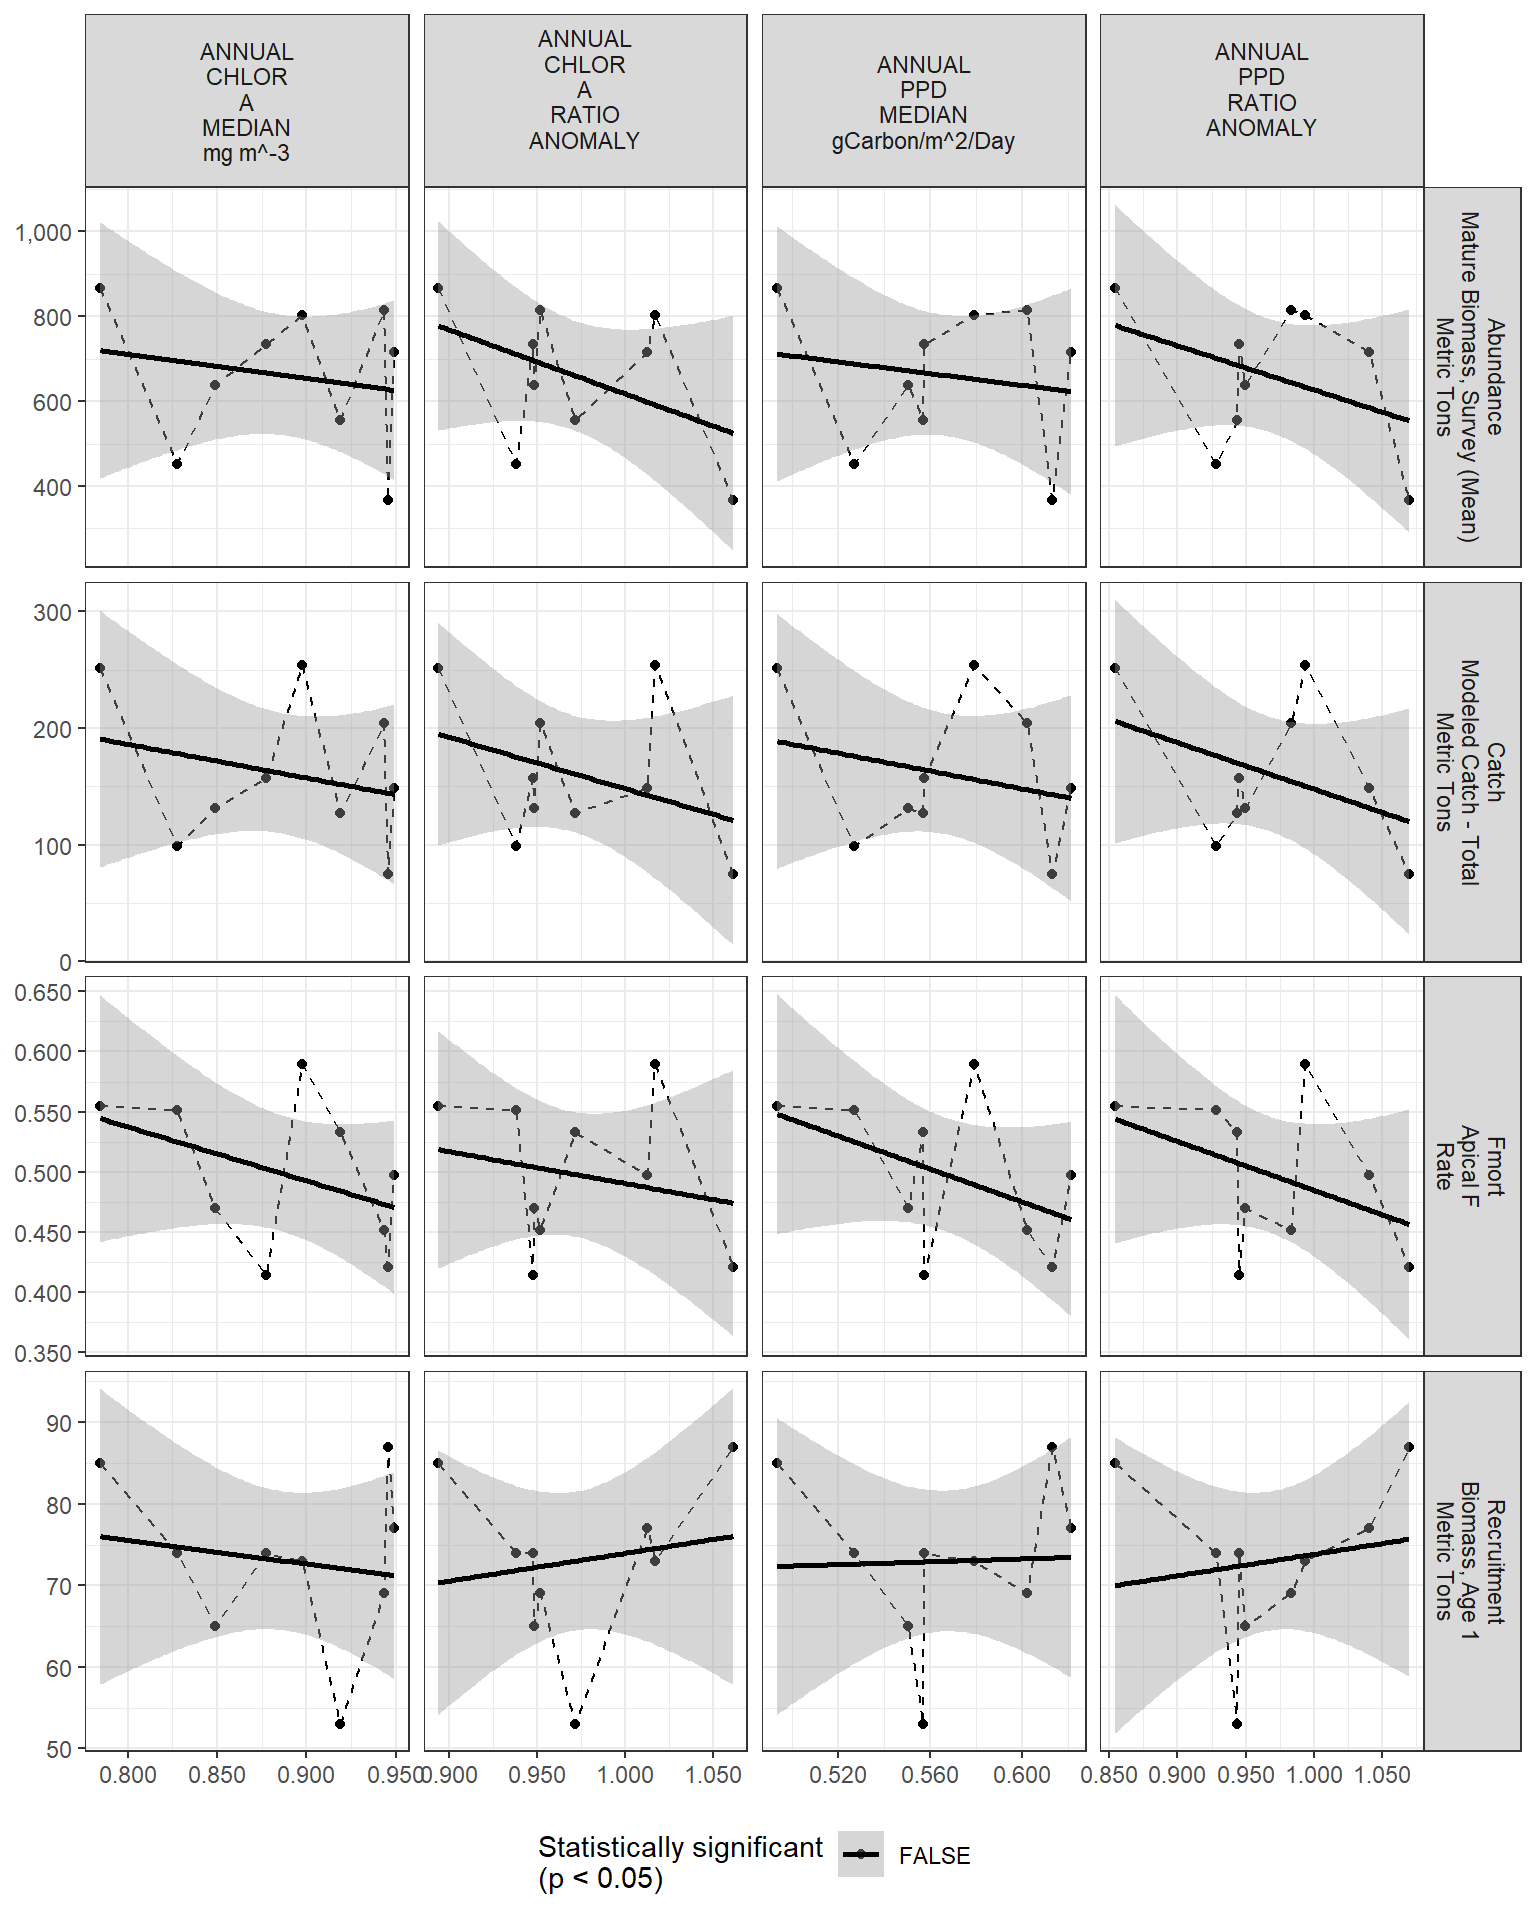 ANNUAL
CHLOR
A
MEDIAN
mg m^-3
ANNUAL
CHLOR
A
RATIO
ANOMALY
ANNUAL
PPD
MEDIAN
gCarbon/m^2/Day
ANNUAL
PPD
RATIO
ANOMALY
1,000
800
600
400
Abundance
Mature Biomass, Survey (Mean)
Metric Tons
300
200
100
0
Catch
Modeled Catch - Total
Metric Tons
0.650
0.600
0.550
0.500
0.450
0.400
0.350
Fmort
Apical F
Rate
90
80
70
60
50
Recruitment
Biomass, Age 1
Metric Tons
0.800 0.850 0.900 0.950 0.900 0.950 1.000 1.050 0.520 0.560 0.600 0.850 0.900 0.950 1.000 1.050
Statistically significant
(p < 0.05)
FALSE